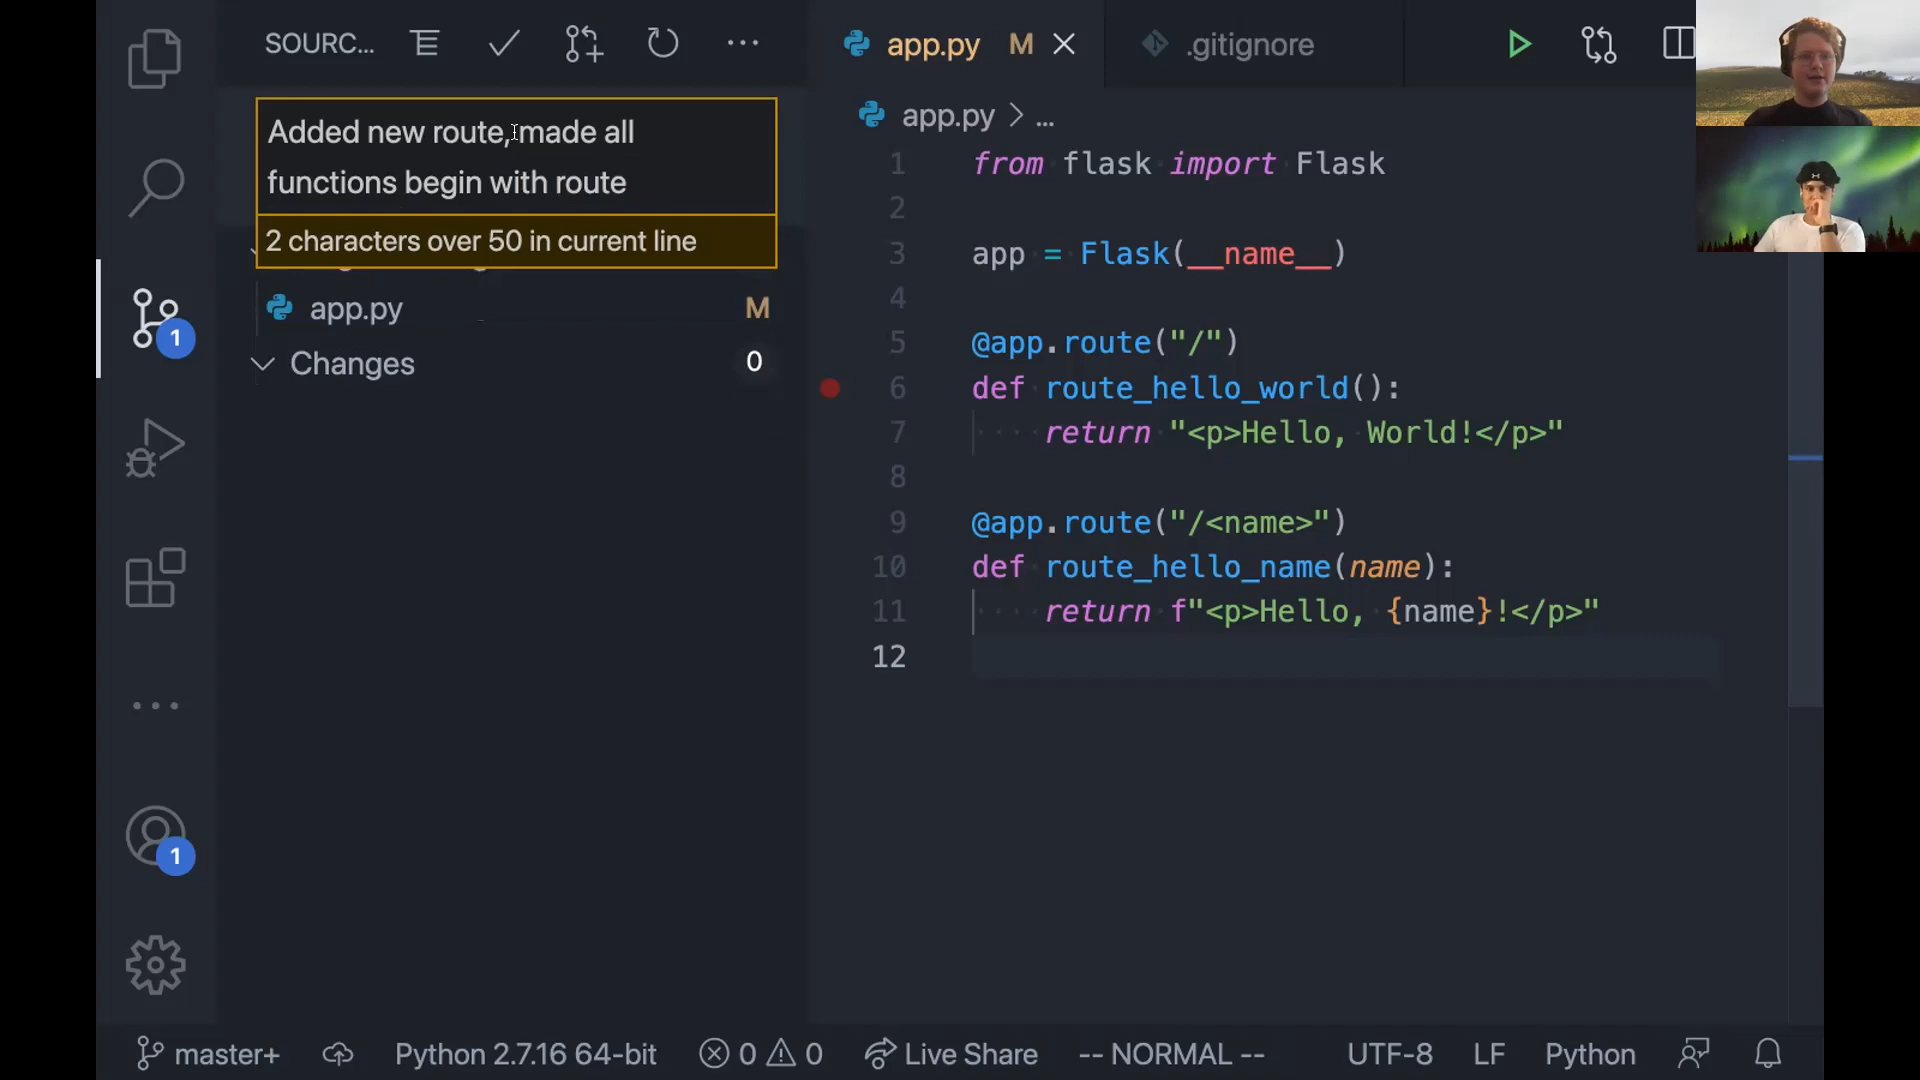 SOURC...
app.py M
.gitignore
Added new route, made all
functions begin with route
2 characters over 50 in current line
app.py M
Changes 0
app.py > ...
1 from flask import Flask
2
3 app = Flask(__name__)
4
5 @app.route("/")
6 def route_hello_world():
7 return "<p>Hello, World!</p>"
8
9 @app.route("/<name>")
10 def route_hello_name(name):
11 return f"<p>Hello, {name}!</p>"
12
1
1
master+ Python 2.7.16 64-bit 0 0 Live Share -- NORMAL -- UTF-8 LF Python